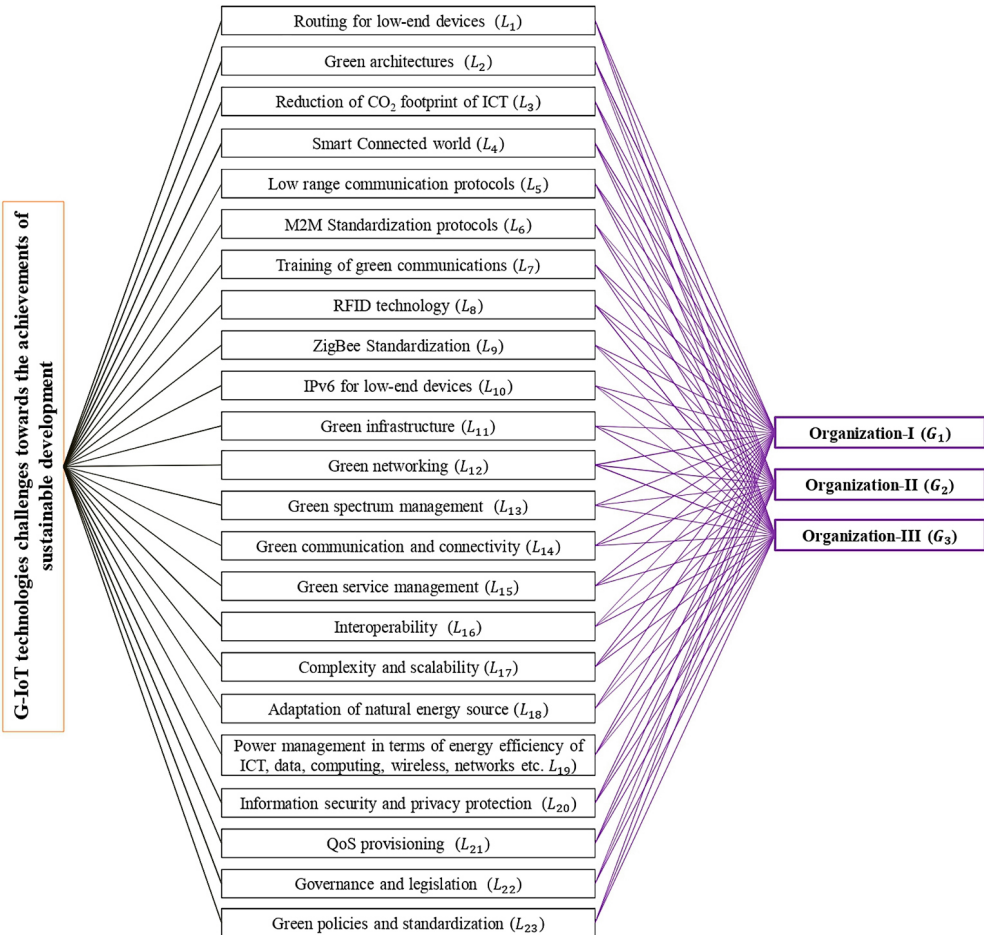 G-IoT technologies challenges towards the achievements of
sustainable development
Routing for low-end devices (L₁)
Green architectures (L₂)
Reduction of CO₂ footprint of ICT (L₃)
Smart Connected world (L₄)
Low range communication protocols (L₅)
M2M Standardization protocols (L₆)
Training of green communications (L₇)
RFID technology (L₈)
ZigBee Standardization (L₉)
IPv6 for low-end devices (L₁₀)
Green infrastructure (L₁₁)
Green networking (L₁₂)
Green spectrum management (L₁₃)
Green communication and connectivity (L₁₄)
Green service management (L₁₅)
Interoperability (L₁₆)
Complexity and scalability (L₁₇)
Adaptation of natural energy source (L₁₈)
Power management in terms of energy efficiency of
ICT, data, computing, wireless, networks etc. L₁₉)
Information security and privacy protection (L₂₀)
QoS provisioning (L₂₁)
Governance and legislation (L₂₂)
Green policies and standardization (L₂₃)
Organization-I (G₁)
Organization-II (G₂)
Organization-III (G₃)